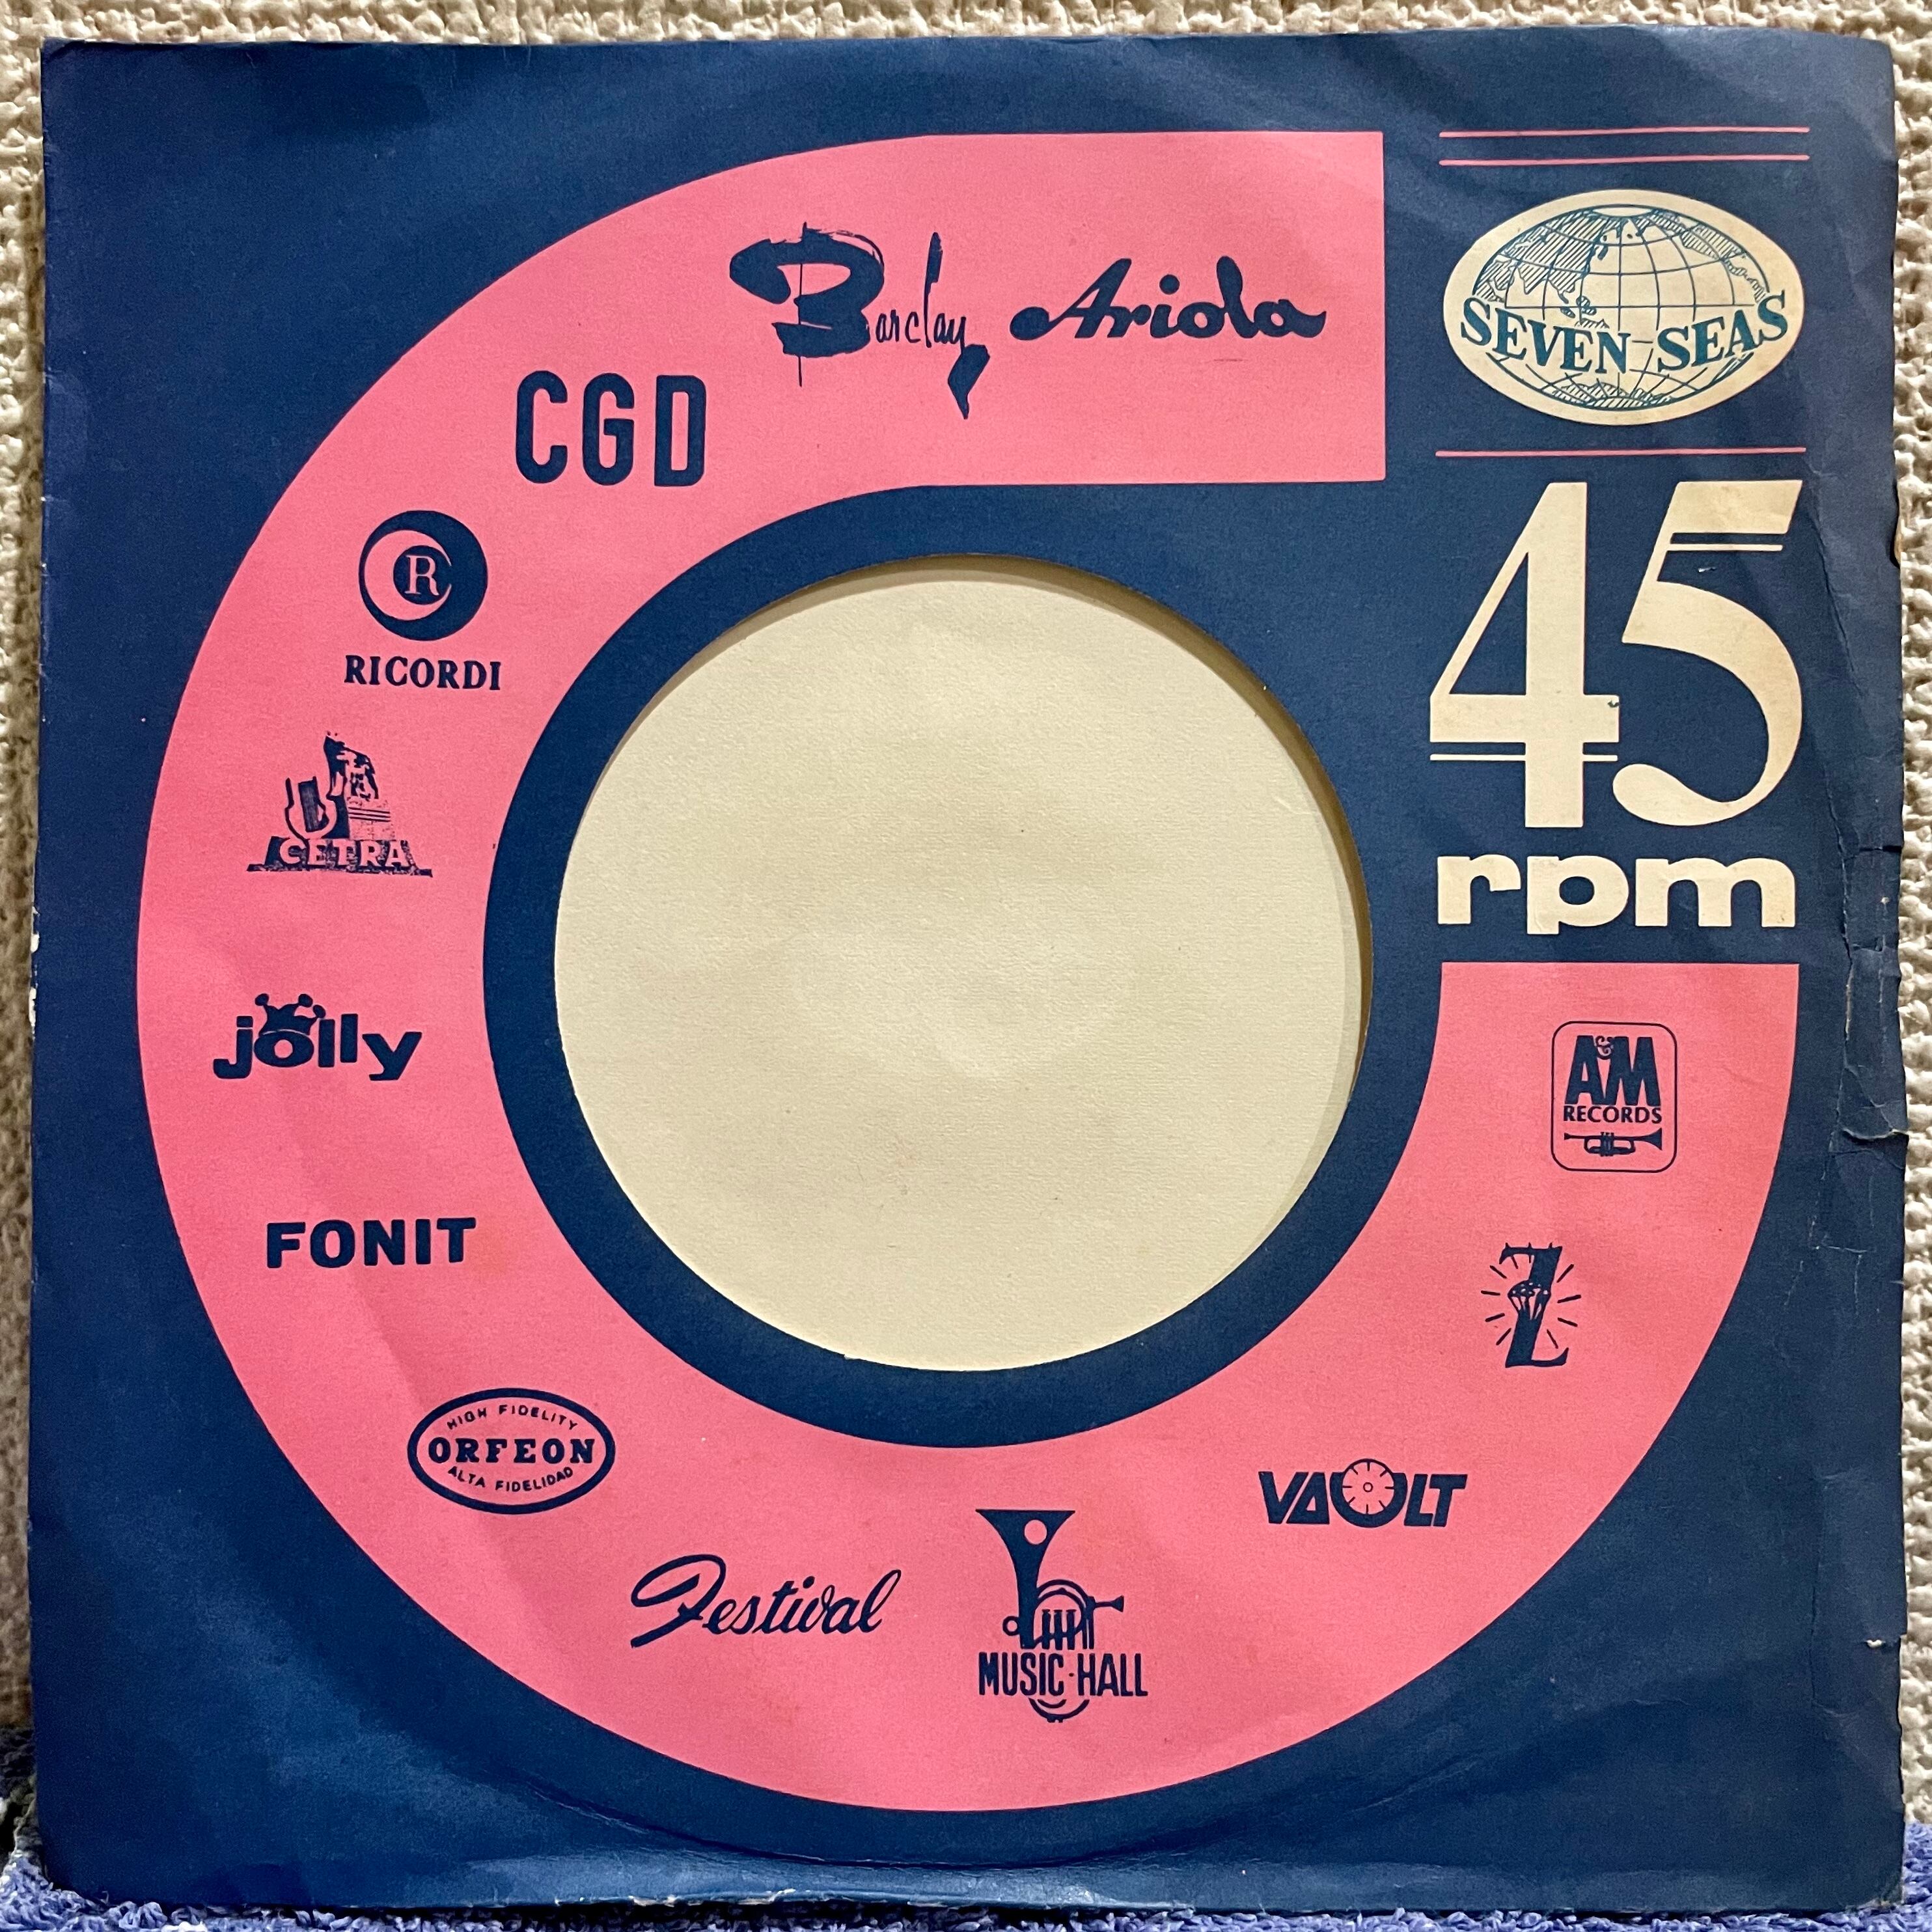 Barclay
Ariola
SEVEN SEAS
CGD
45
rpm
R
RICORDI
CETRA
jolly
A&M
RECORDS
FONIT
Z
HIGH FIDELITY
ORFEON
ALTA FIDELIDAD
VAULT
Festival
MUSIC-HALL